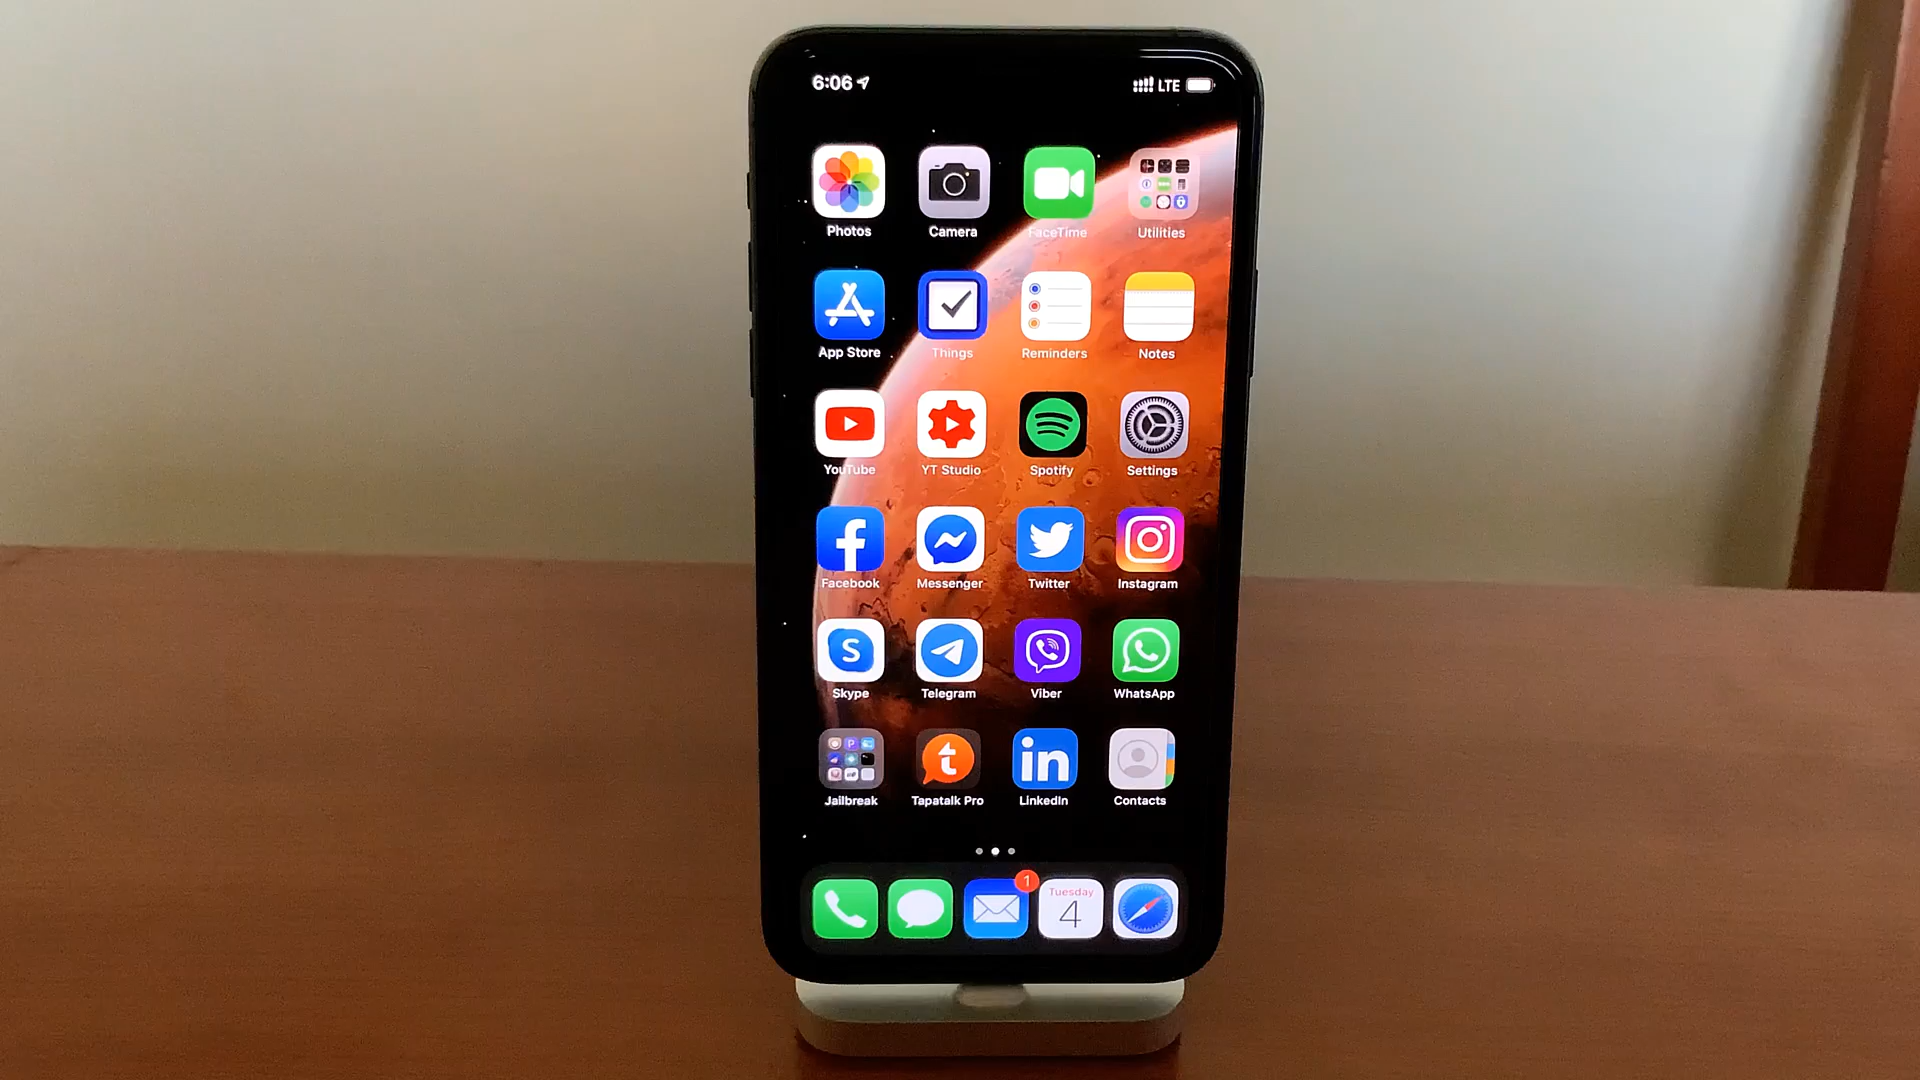 6:06 LTE
Photos Camera FaceTime Utilities
App Store Things Reminders Notes
YouTube YT Studio Spotify Settings
f
Facebook Messenger Twitter Instagram
S
Skype Telegram Viber WhatsApp
P t in
Jailbreak Tapatalk Pro LinkedIn Contacts
1
Tuesday
4